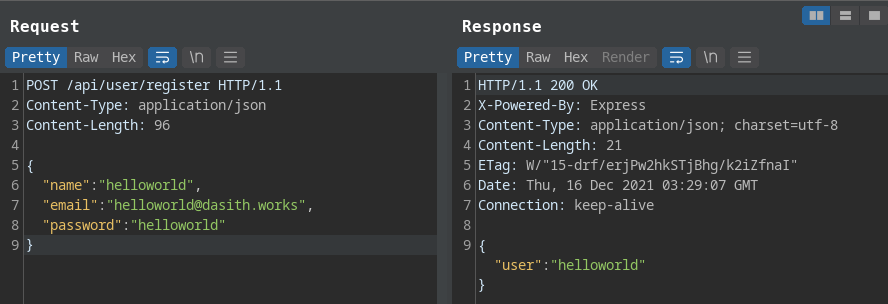 Request
Pretty Raw Hex \n
1 POST /api/user/register HTTP/1.1
2 Content-Type: application/json
3 Content-Length: 96
4
5 {
6 "name":"helloworld",
7 "email":"helloworld@dasith.works",
8 "password":"helloworld"
9 }
Response
Pretty Raw Hex Render \n
1 HTTP/1.1 200 OK
2 X-Powered-By: Express
3 Content-Type: application/json; charset=utf-8
4 Content-Length: 21
5 ETag: W/"15-drf/erjPw2hkSTjBhg/k2iZfnaI"
6 Date: Thu, 16 Dec 2021 03:29:07 GMT
7 Connection: keep-alive
8
9 {
"user":"helloworld"
}